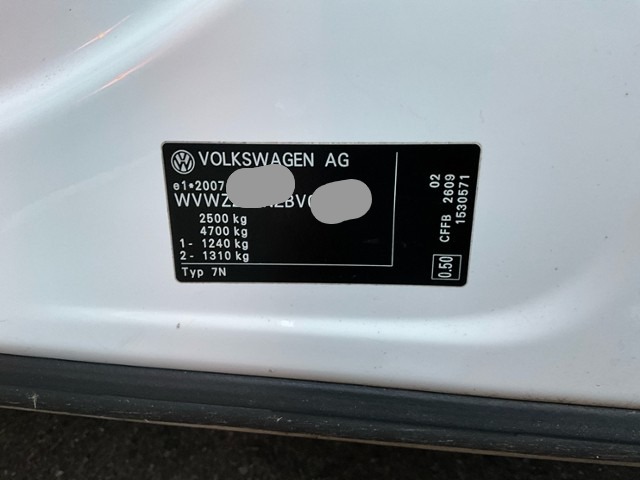 VOLKSWAGEN AG
e1*2007
WVWZZ
2500 kg
4700 kg
1- 1240 kg
2- 1310 kg
Typ 7N
02
CFFB 2609
1530571
0.50